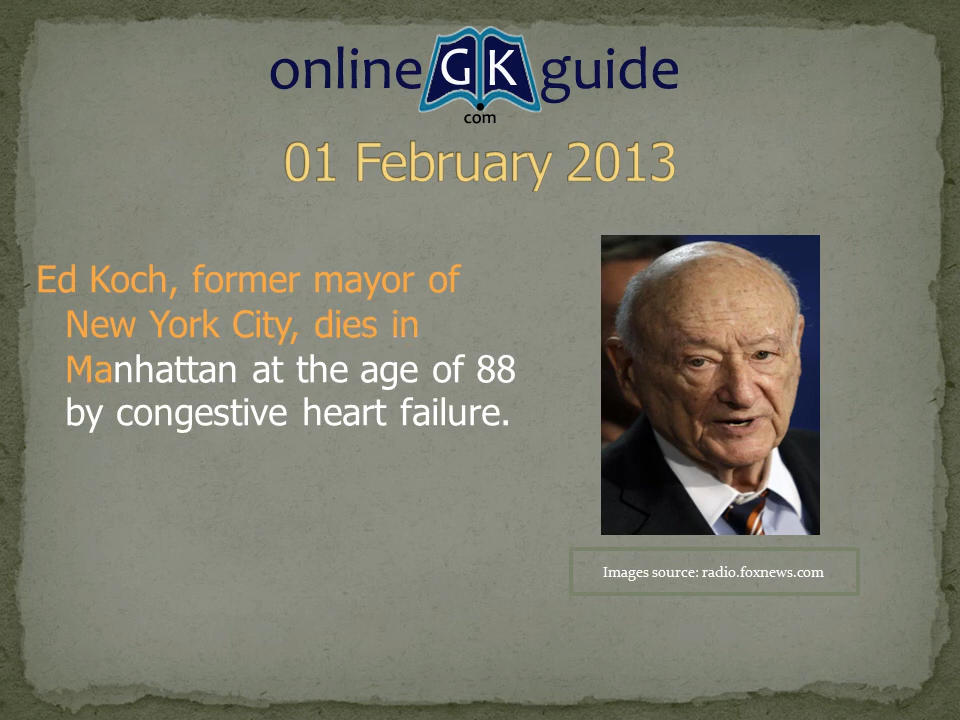 online GK guide
com
01 February 2013
Ed Koch, former mayor of
New York City, dies in
Manhattan at the age of 88
by congestive heart failure.
Images source: radio.foxnews.com